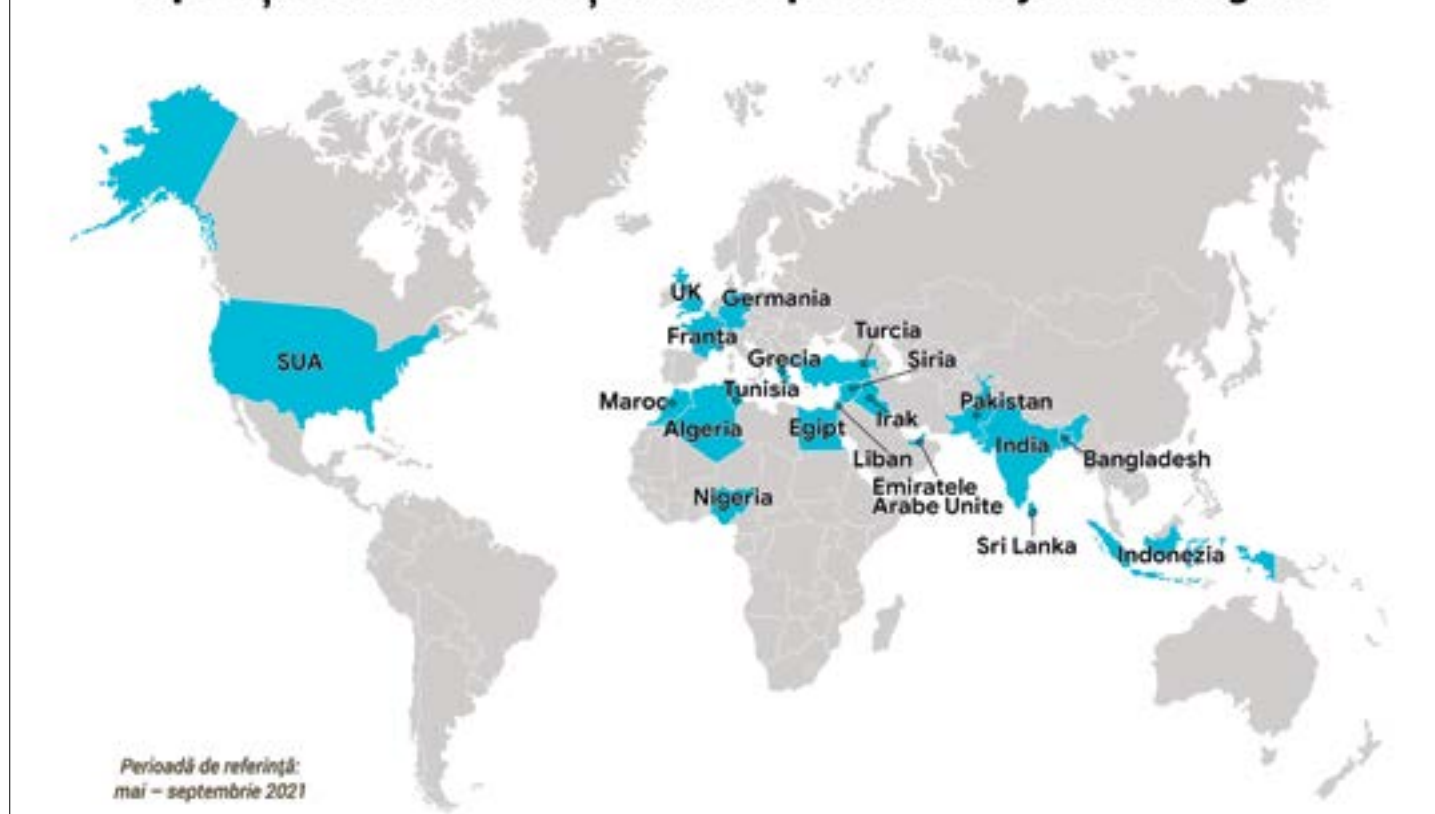 UK
Germania
Franța
Turcia
SUA
Grecia
Siria
Tunisia
Maroc
Pakistan
Algeria
Egipt
Irak
India
Liban
Bangladesh
Emiratele
Arabe Unite
Nigeria
Sri Lanka
Indonezia
Perioadă de referință:
mai – septembrie 2021